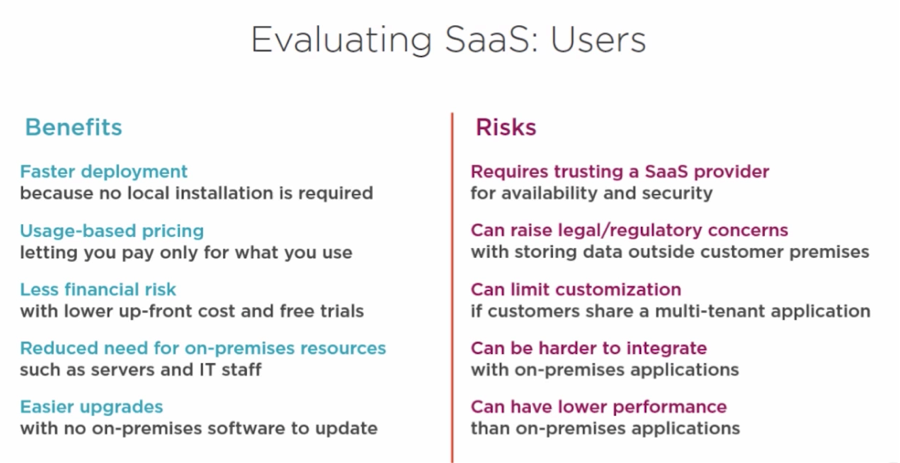 Evaluating SaaS: Users
Benefits
Faster deployment
because no local installation is required
Usage-based pricing
letting you pay only for what you use
Less financial risk
with lower up-front cost and free trials
Reduced need for on-premises resources
such as servers and IT staff
Easier upgrades
with no on-premises software to update
Risks
Requires trusting a SaaS provider
for availability and security
Can raise legal/regulatory concerns
with storing data outside customer premises
Can limit customization
if customers share a multi-tenant application
Can be harder to integrate
with on-premises applications
Can have lower performance
than on-premises applications